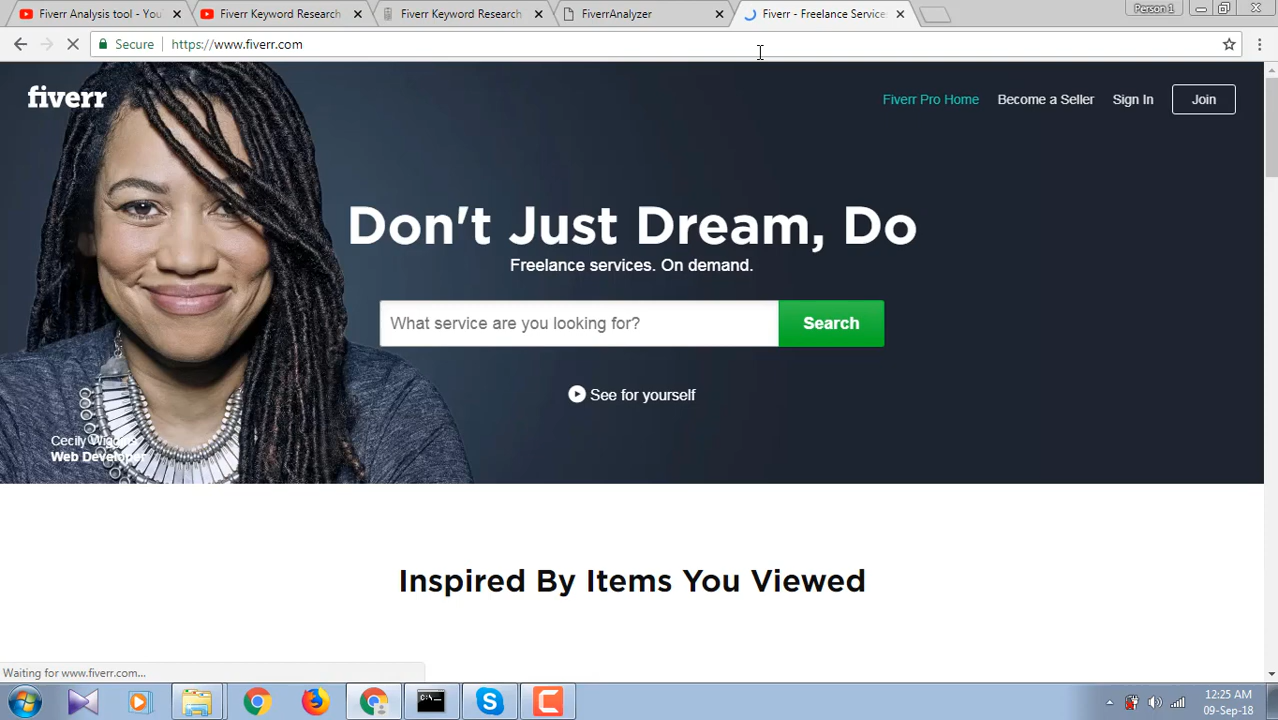 Fiverr Analysis tool - You
Fiverr Keyword Research
Fiverr Keyword Research
FiverrAnalyzer
Fiverr - Freelance Service
Person 1
Secure
https://www.fiverr.com
fiverr
Fiverr Pro Home
Become a Seller
Sign In
Join
Don't Just Dream, Do
Freelance services. On demand.
What service are you looking for?
Search
See for yourself
Cecily Wiggins
Web Developer
Inspired By Items You Viewed
Waiting for www.fiverr.com...
12:25 AM
09-Sep-18